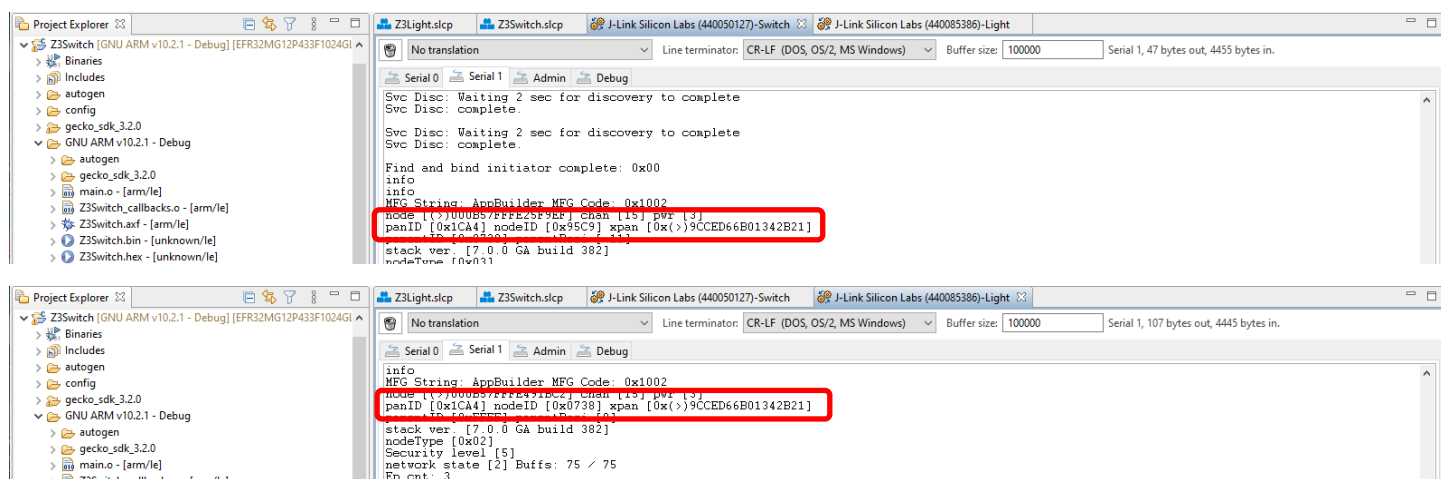 Project Explorer
Z3Light.slcp
Z3Switch.slcp
J-Link Silicon Labs (440050127)-Switch
J-Link Silicon Labs (440085386)-Light
Z3Switch [GNU ARM v10.2.1 - Debug] [EFR32MG12P433F1024GL
No translation
Line terminator:
CR-LF (DOS, OS/2, MS Windows)
Buffer size:
100000
Serial 1, 47 bytes out, 4455 bytes in.
Binaries
Includes
autogen
config
gecko_sdk_3.2.0
GNU ARM v10.2.1 - Debug
autogen
gecko_sdk_3.2.0
main.o - [arm/le]
Z3Switch_callbacks.o - [arm/le]
Z3Switch.axf - [arm/le]
Z3Switch.bin - [unknown/le]
Z3Switch.hex - [unknown/le]
Serial 0
Serial 1
Admin
Debug
Svc Disc: Waiting 2 sec for discovery to complete
Svc Disc: complete.
Svc Disc: Waiting 2 sec for discovery to complete
Svc Disc: complete.
Find and bind initiator complete: 0x00
info
info
MFG String: AppBuilder MFG Code: 0x1002
node [(>)000B57FFFE25F9EF] chan [15] pwr [3]
panID [0x1CA4] nodeID [0x95C9] xpan [0x(>)9CCED66B01342B21]
stack ver. [7.0.0 GA build 382]
nodeType [0x03]
Project Explorer
Z3Light.slcp
Z3Switch.slcp
J-Link Silicon Labs (440050127)-Switch
J-Link Silicon Labs (440085386)-Light
Z3Switch [GNU ARM v10.2.1 - Debug] [EFR32MG12P433F1024GL
No translation
Line terminator:
CR-LF (DOS, OS/2, MS Windows)
Buffer size:
100000
Serial 1, 107 bytes out, 4445 bytes in.
Binaries
Includes
autogen
config
gecko_sdk_3.2.0
GNU ARM v10.2.1 - Debug
autogen
gecko_sdk_3.2.0
main.o - [arm/le]
Serial 0
Serial 1
Admin
Debug
info
MFG String: AppBuilder MFG Code: 0x1002
node [(>)000B57FFFE491BC2] chan [15] pwr [3]
panID [0x1CA4] nodeID [0x0738] xpan [0x(>)9CCED66B01342B21]
stack ver. [7.0.0 GA build 382]
nodeType [0x02]
Security level [5]
network state [2] Buffs: 75 / 75
Ep cnt: 3